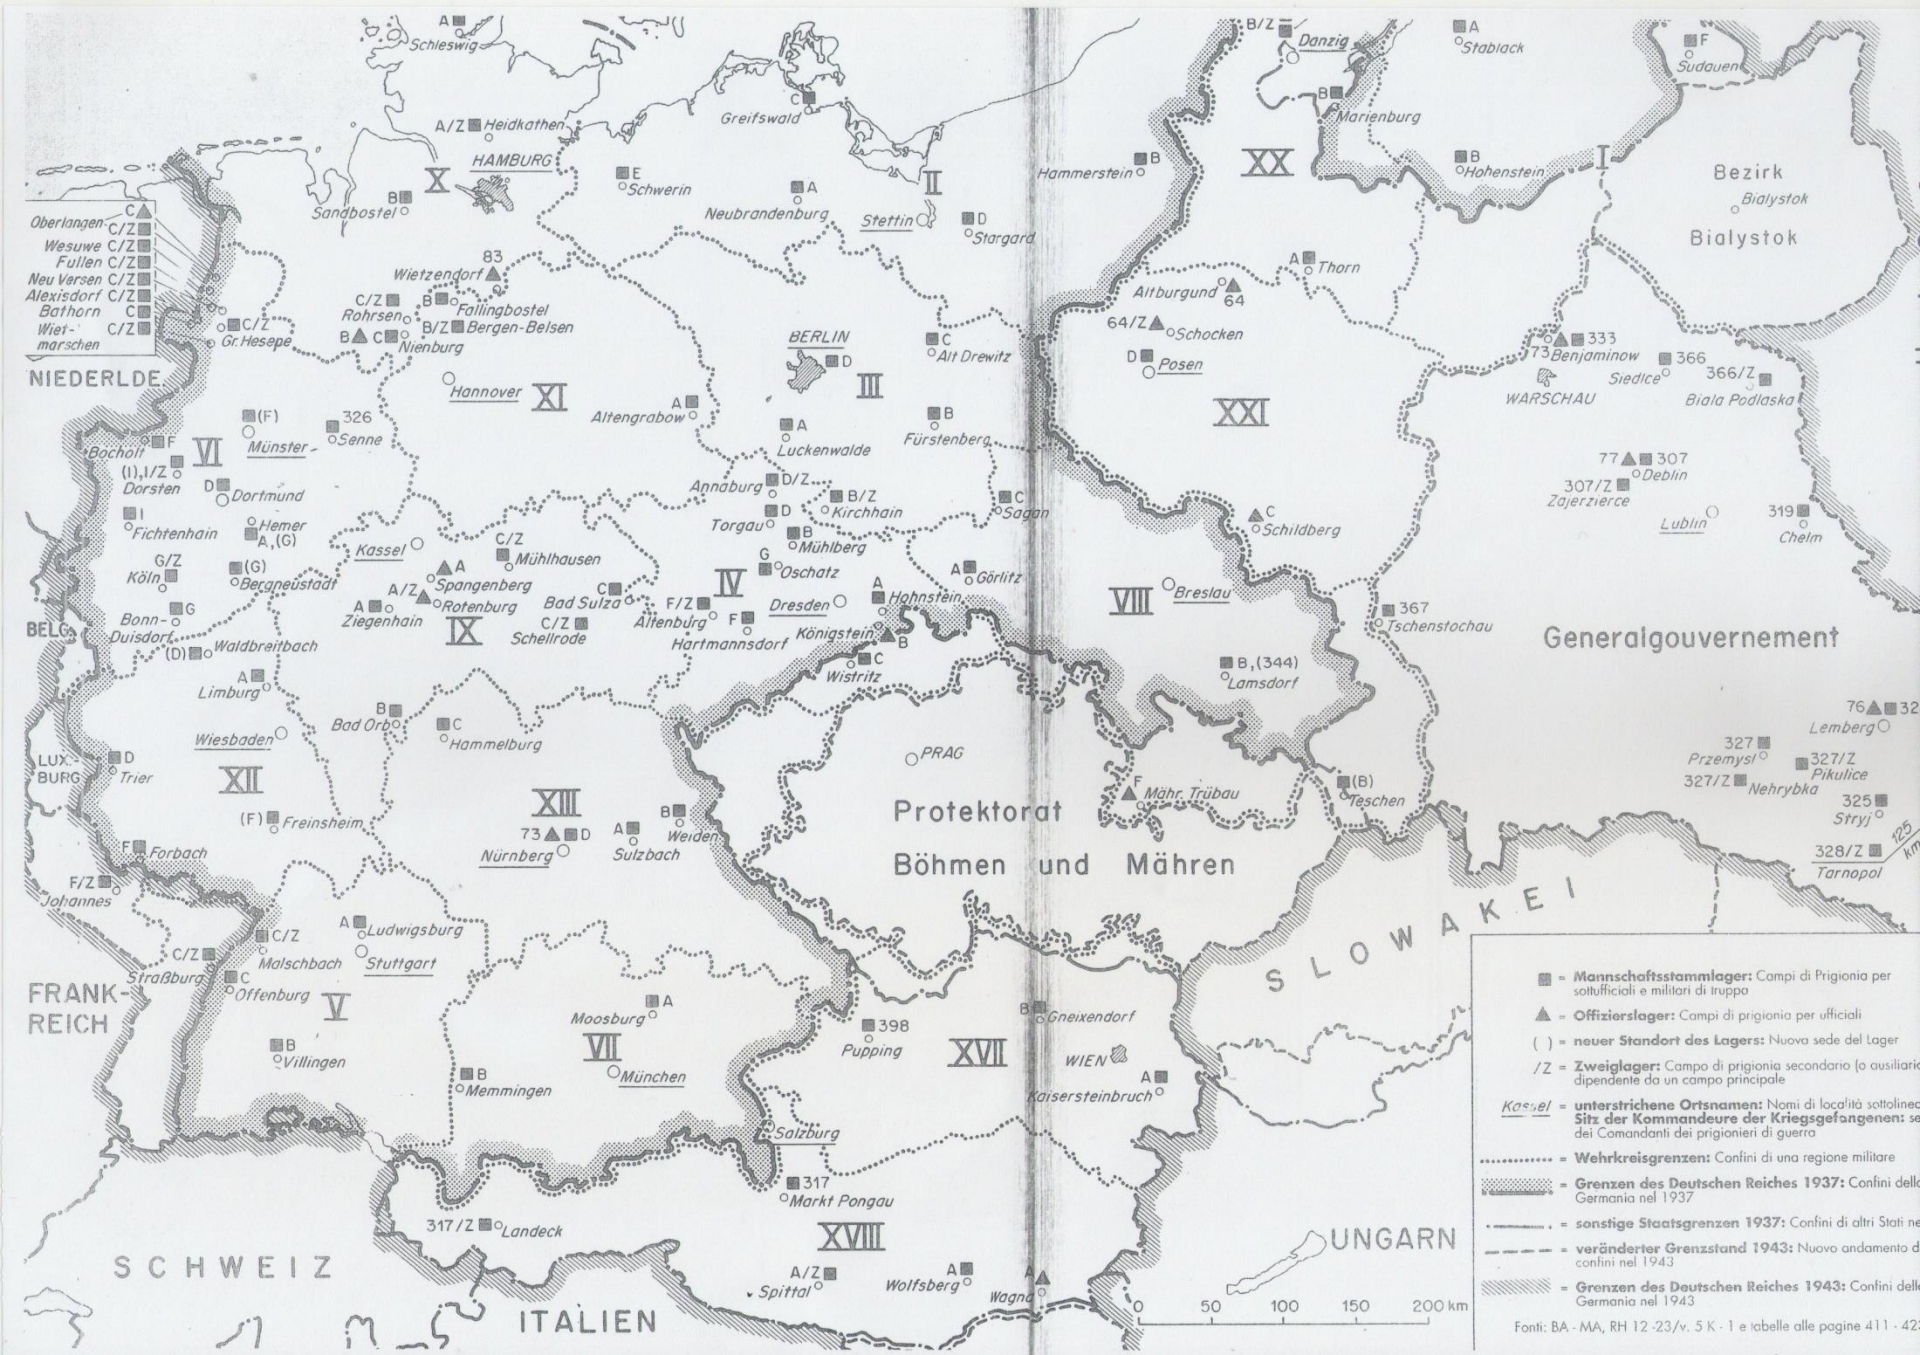 A
Schleswig
B/Z
Danzig
A
Stablack
F
Sudauen
C
Greifswald
B
Marienburg
A/Z Heidkathen
HAMBURG
X
E
Schwerin
A
Neubrandenburg
II
Stettin
D
Stargard
Hammerstein B
XX
B
Hohenstein
I
Bezirk
Bialystok
Bialystok
B
Sandbostel
Oberlangen C
C/Z
Wesuwe C/Z
Fullen C/Z
Neu Versen C/Z
Alexisdorf C/Z
Bathorn C
Wiet- C/Z
marschen
C/Z
Gr. Hesepe
NIEDERLDE.
83
Wietzendorf
C/Z
Rohrsen
B
Fallingbostel
B/Z Bergen-Belsen
B C
Nienburg
Hannover
XI
BERLIN
D
III
C
Alt Drewitz
A
Altengrabow
A
Luckenwalde
B
Fürstenberg
A
Thorn
Altburgund
64
64/Z
Schocken
D
Posen
XXI
333
73 Benjaminow
WARSCHAU
366
Siedlce
366/Z
Biala Podlaska
(F)
Münster
326
Senne
F
Bocholt
VI
(I),I/Z
Dorsten
D
Dortmund
I
Fichtenhain
Hemer
A,(G)
G/Z
Köln
(G)
Bergneustadt
G
Bonn-
Duisdorf
BELG.
(D) Waldbreitbach
A
Limburg
Kassel
C/Z
Mühlhausen
A
Spangenberg
A/Z
Rotenburg
A
Ziegenhain
IX
C
Bad Sulza
C/Z
Schellrode
Annaburg D/Z
B/Z
Kirchhain
D
Torgau
B
Mühlberg
G
Oschatz
IV
F/Z
Altenburg
F
Hartmannsdorf
Dresden
A
Hohnstein
Königstein
B
C
Wistritz
C
Sagan
A
Görlitz
C
Schildberg
VIII
Breslau
B,(344)
Lamsdorf
77 307
Deblin
307/Z
Zajerzierce
Lublin
319
Chelm
367
Tschenstochau
Generalgouvernement
76 32
Lemberg
327
Przemysl
327/Z
Pikulice
327/Z Nehrybka
325
Stryj
125
km
328/Z
Tarnopol
Wiesbaden
LUX.-
BURG
D
Trier
XII
B
Bad Orb
C
Hammelburg
(F) Freinsheim
XIII
73 D
Nürnberg
A
Sulzbach
B
Weiden
PRAG
Protektorat
Böhmen und Mähren
F
Mähr. Trübau
(B)
Teschen
F
Forbach
F/Z
Johannes
C/Z
Straßburg
C/Z
Malschbach
C
Offenburg
A
Ludwigsburg
Stuttgart
V
B
Villingen
FRANK-
REICH
A
Moosburg
VII
München
B
Memmingen
398
Pupping
XVII
B
Gneixendorf
WIEN
A
Kaisersteinbruch
SLOWAKEI
Salzburg
317
Markt Pongau
317/Z Landeck
XVIII
A/Z
Spittal
A
Wolfsberg
A
Wagna
SCHWEIZ
ITALIEN
UNGARN
0 50 100 150 200 km
= Mannschaftsstammlager: Campi di Prigionia per
sottufficiali e militari di truppa
= Offizierslager: Campi di prigionia per ufficiali
( ) = neuer Standort des Lagers: Nuova sede del Lager
/Z = Zweiglager: Campo di prigionia secondario (o ausiliario
dipendente da un campo principale
Kassel = unterstrichene Ortsnamen: Nomi di località sottolinea
Sitz der Kommandeure der Kriegsgefangenen: se
dei Comandanti dei prigionieri di guerra
= Wehrkreisgrenzen: Confini di una regione militare
= Grenzen des Deutschen Reiches 1937: Confini della
Germania nel 1937
= sonstige Staatsgrenzen 1937: Confini di altri Stati ne
= veränderter Grenzstand 1943: Nuovo andamento d
confini nel 1943
= Grenzen des Deutschen Reiches 1943: Confini delle
Germania nel 1943
Fonti: BA - MA, RH 12 -23/v. 5 K - 1 e tabelle alle pagine 411 - 423